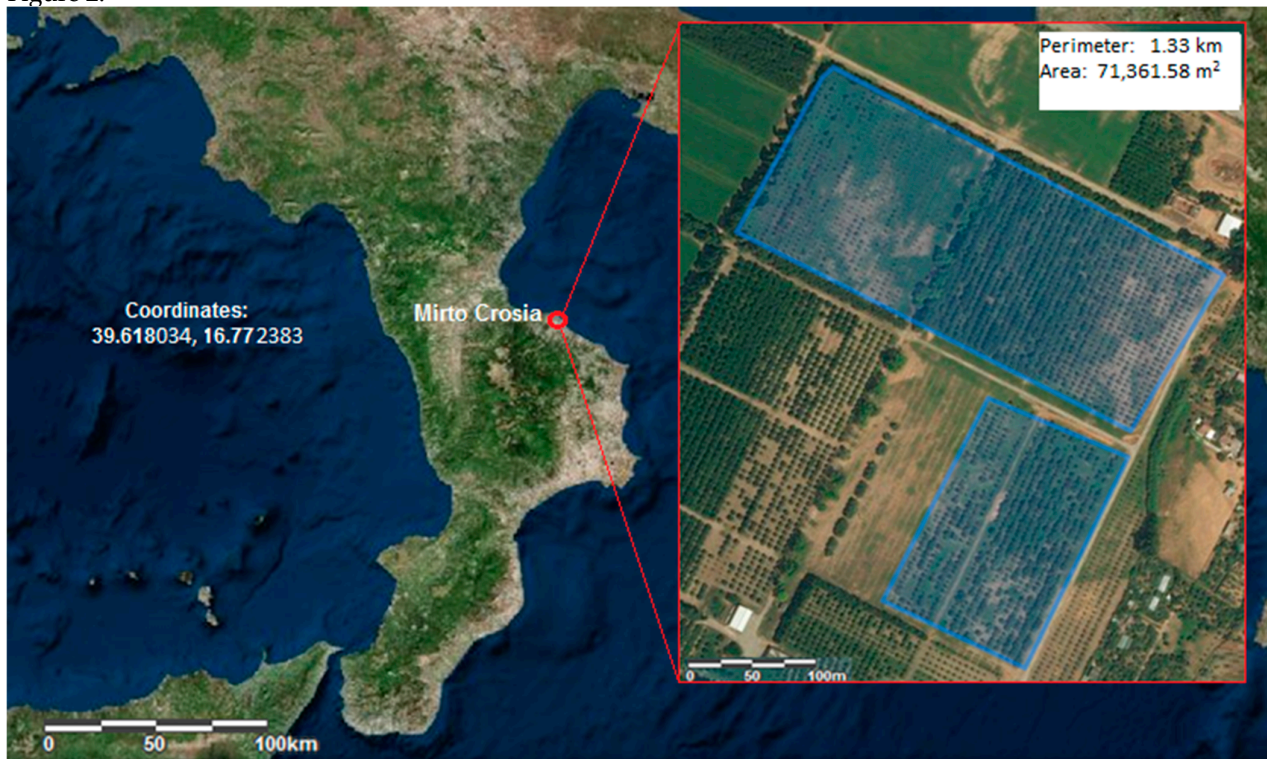 Coordinates:
39.618034, 16.772383
Mirto Crosia
0 50 100km
Perimeter: 1.33 km
Area: 71,361.58 m²
0 50 100m